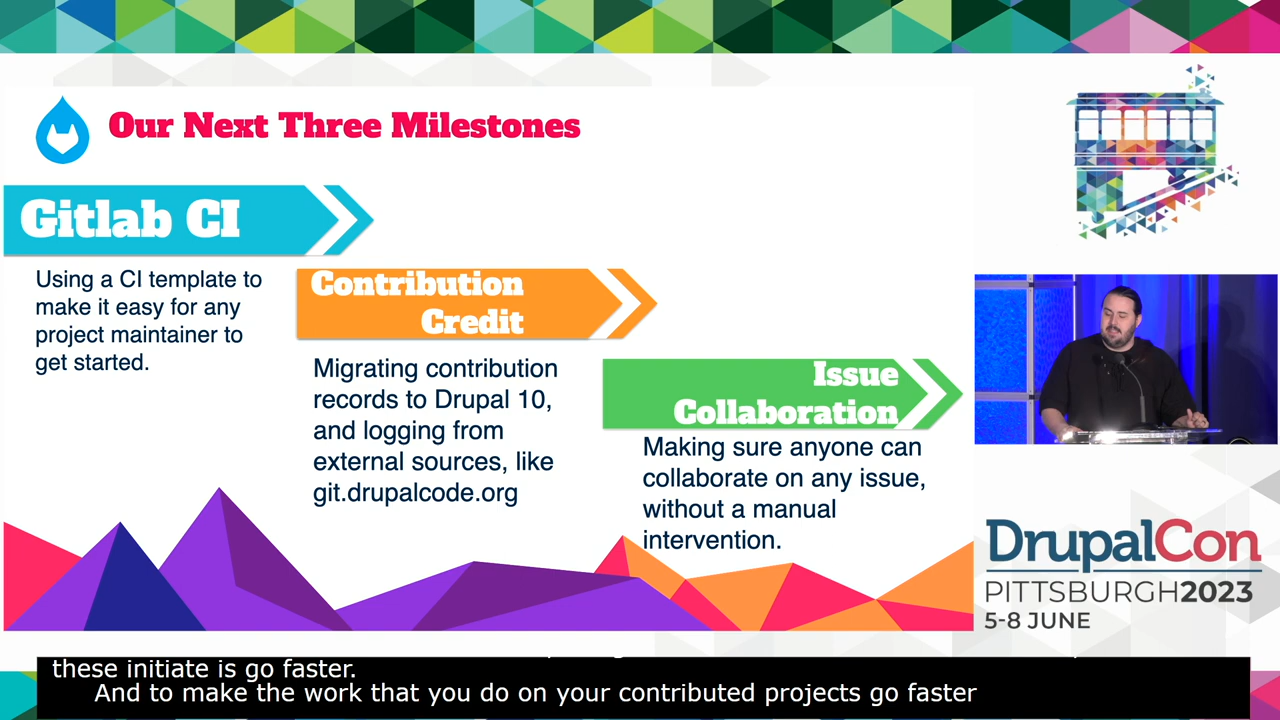 Our Next Three Milestones
Gitlab CI
Using a CI template to
make it easy for any
project maintainer to
get started.
Contribution
Credit
Migrating contribution
records to Drupal 10,
and logging from
external sources, like
git.drupalcode.org
Issue
Collaboration
Making sure anyone can
collaborate on any issue,
without a manual
intervention.
DrupalCon
PITTSBURGH2023
5-8 JUNE
these initiate is go faster.
And to make the work that you do on your contributed projects go faster